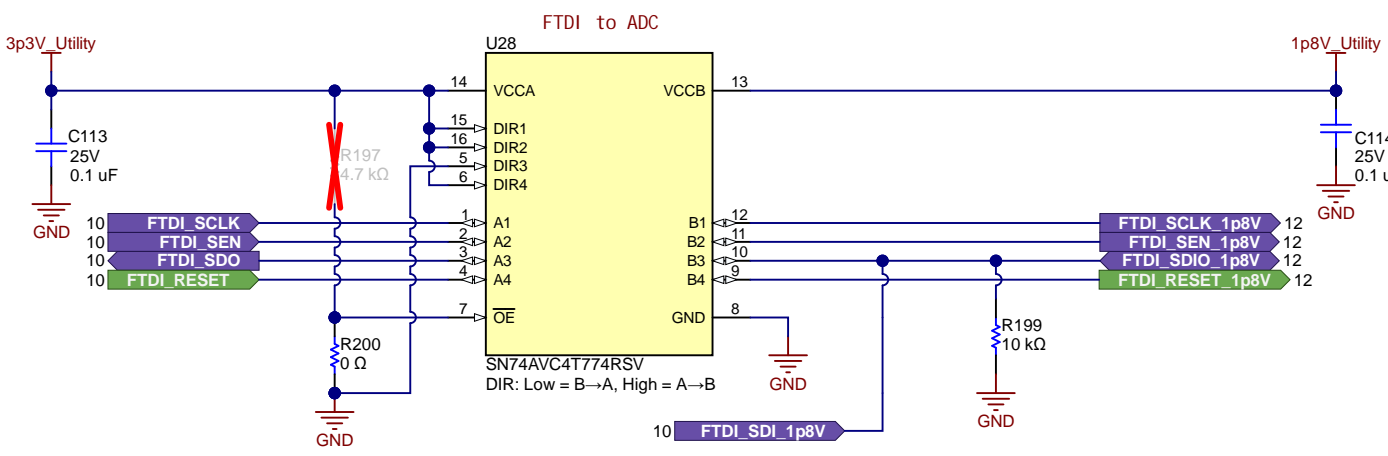 FTDI to ADC
3p3V_Utility
U28
1p8V_Utility
14 VCCA VCCB 13
15 DIR1
16 DIR2
5 DIR3
6 DIR4
C113
25V
0.1 uF
GND
R197
4.7 kΩ
C114
25V
0.1 u
GND
10 FTDI_SCLK 1 A1 B1 12 FTDI_SCLK_1p8V 12
10 FTDI_SEN 2 A2 B2 11 FTDI_SEN_1p8V 12
10 FTDI_SDO 3 A3 B3 10 FTDI_SDIO_1p8V 12
10 FTDI_RESET 4 A4 B4 9 FTDI_RESET_1p8V 12
7 OE GND 8
R200
0 Ω
GND
SN74AVC4T774RSV
DIR: Low = B→A, High = A→B
GND
R199
10 kΩ
GND
10 FTDI_SDI_1p8V